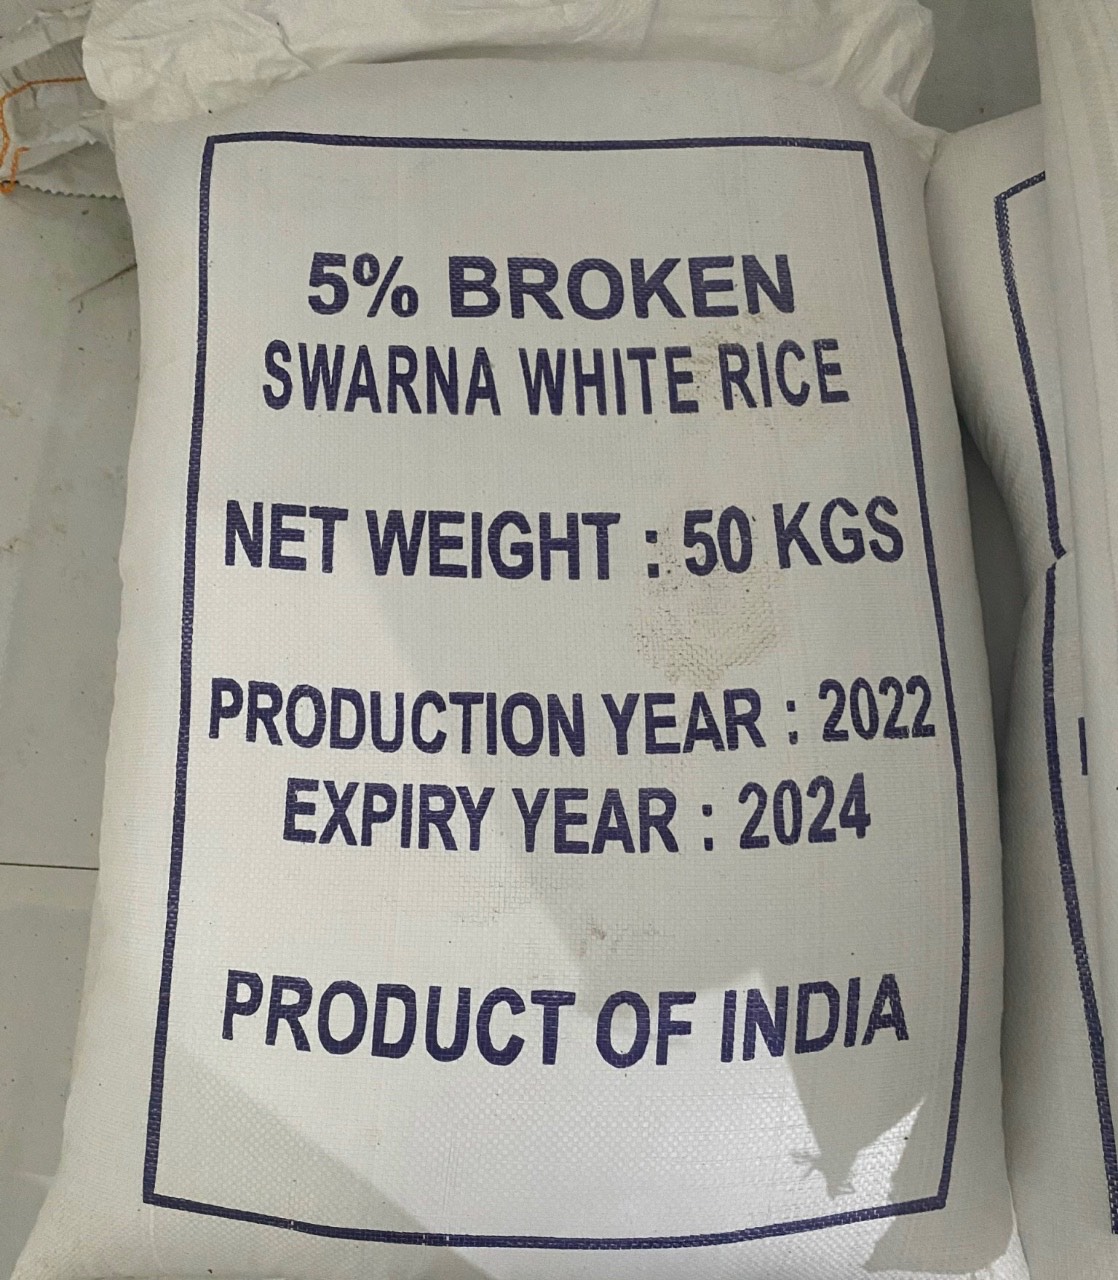 5% BROKEN
SWARNA WHITE RICE
NET WEIGHT : 50 KGS
PRODUCTION YEAR : 2022
EXPIRY YEAR : 2024
PRODUCT OF INDIA